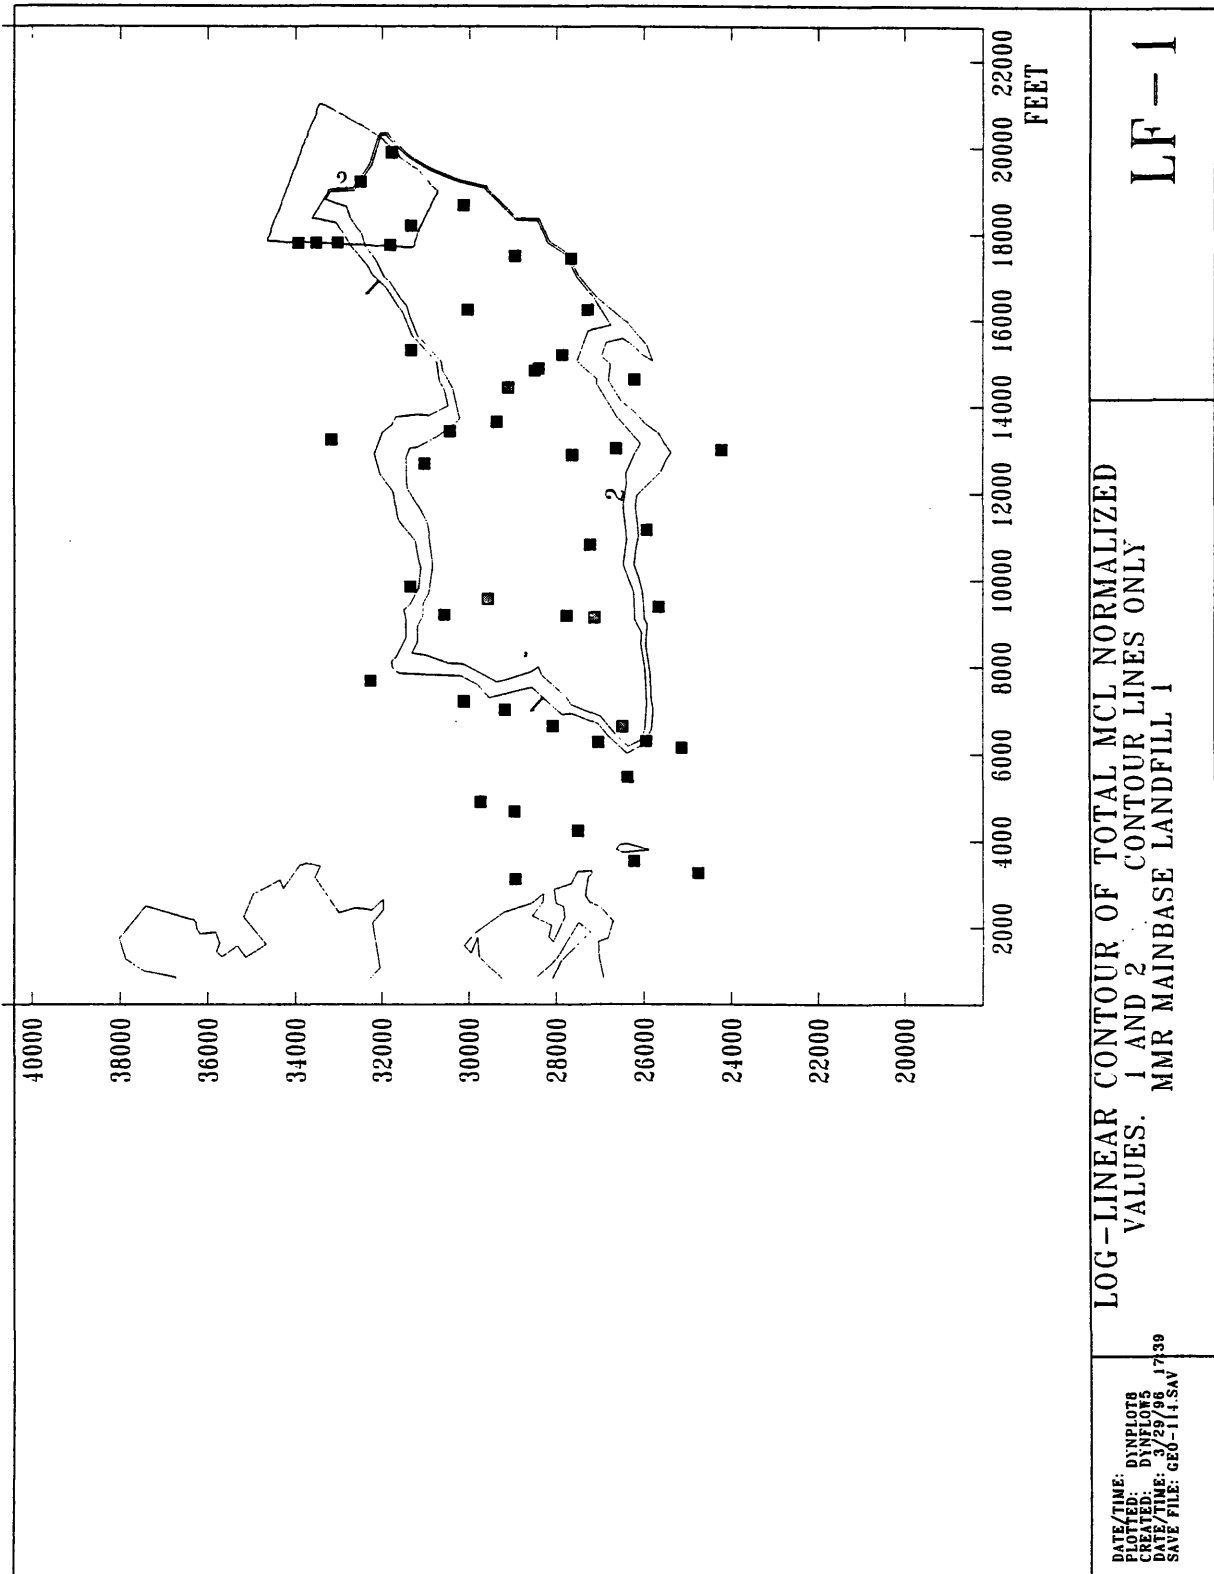 40000
38000
36000
34000
32000
30000
28000
26000
24000
22000
20000
2000
4000
6000
8000
10000
12000
14000
16000
18000
20000
22000
FEET
2
1
2
1
DATE/TIME:
PLOTTED: DYNPLOT8
CREATED: DYNFLOW5
DATE/TIME: 3/29/96 17:39
SAVE FILE: GEO-114.SAV
LOG-LINEAR CONTOUR OF TOTAL MCL NORMALIZED
VALUES. 1 AND 2 CONTOUR LINES ONLY
MMR MAINBASE LANDFILL 1
LF-1